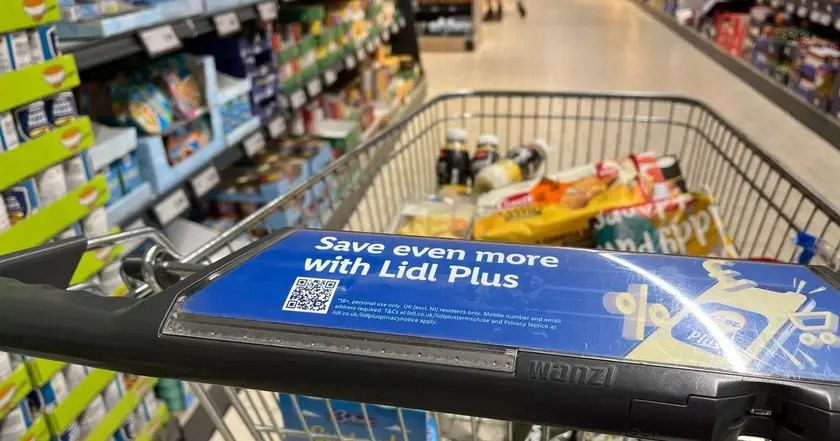 Save even more
with Lidl Plus
*18+, personal use only. UK (excl. NI) residents only. Mobile number and email
address required. T&Cs at lidl.co.uk/lidlplustermsofuse and Privacy Notice at
lidl.co.uk/lidlplusprivacynotice apply.
Plus
wanzl